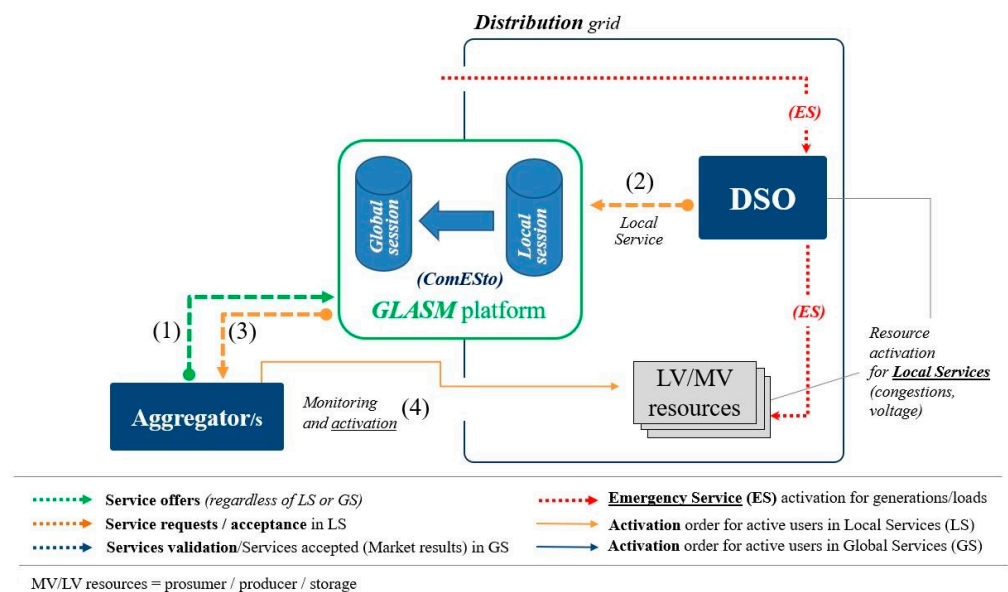 Distribution grid
(ES)
(2)
DSO
Global
session
Local
session
Local
Service
(ComESto)
GLASM platform
(ES)
(1)
(3)
Resource
activation
for Local Services
(congestions,
voltage)
LV/MV
resources
Aggregator/s
Monitoring
and activation
(4)
Service offers (regardless of LS or GS)
Service requests / acceptance in LS
Services validation/Services accepted (Market results) in GS
Emergency Service (ES) activation for generations/loads
Activation order for active users in Local Services (LS)
Activation order for active users in Global Services (GS)
MV/LV resources = prosumer / producer / storage